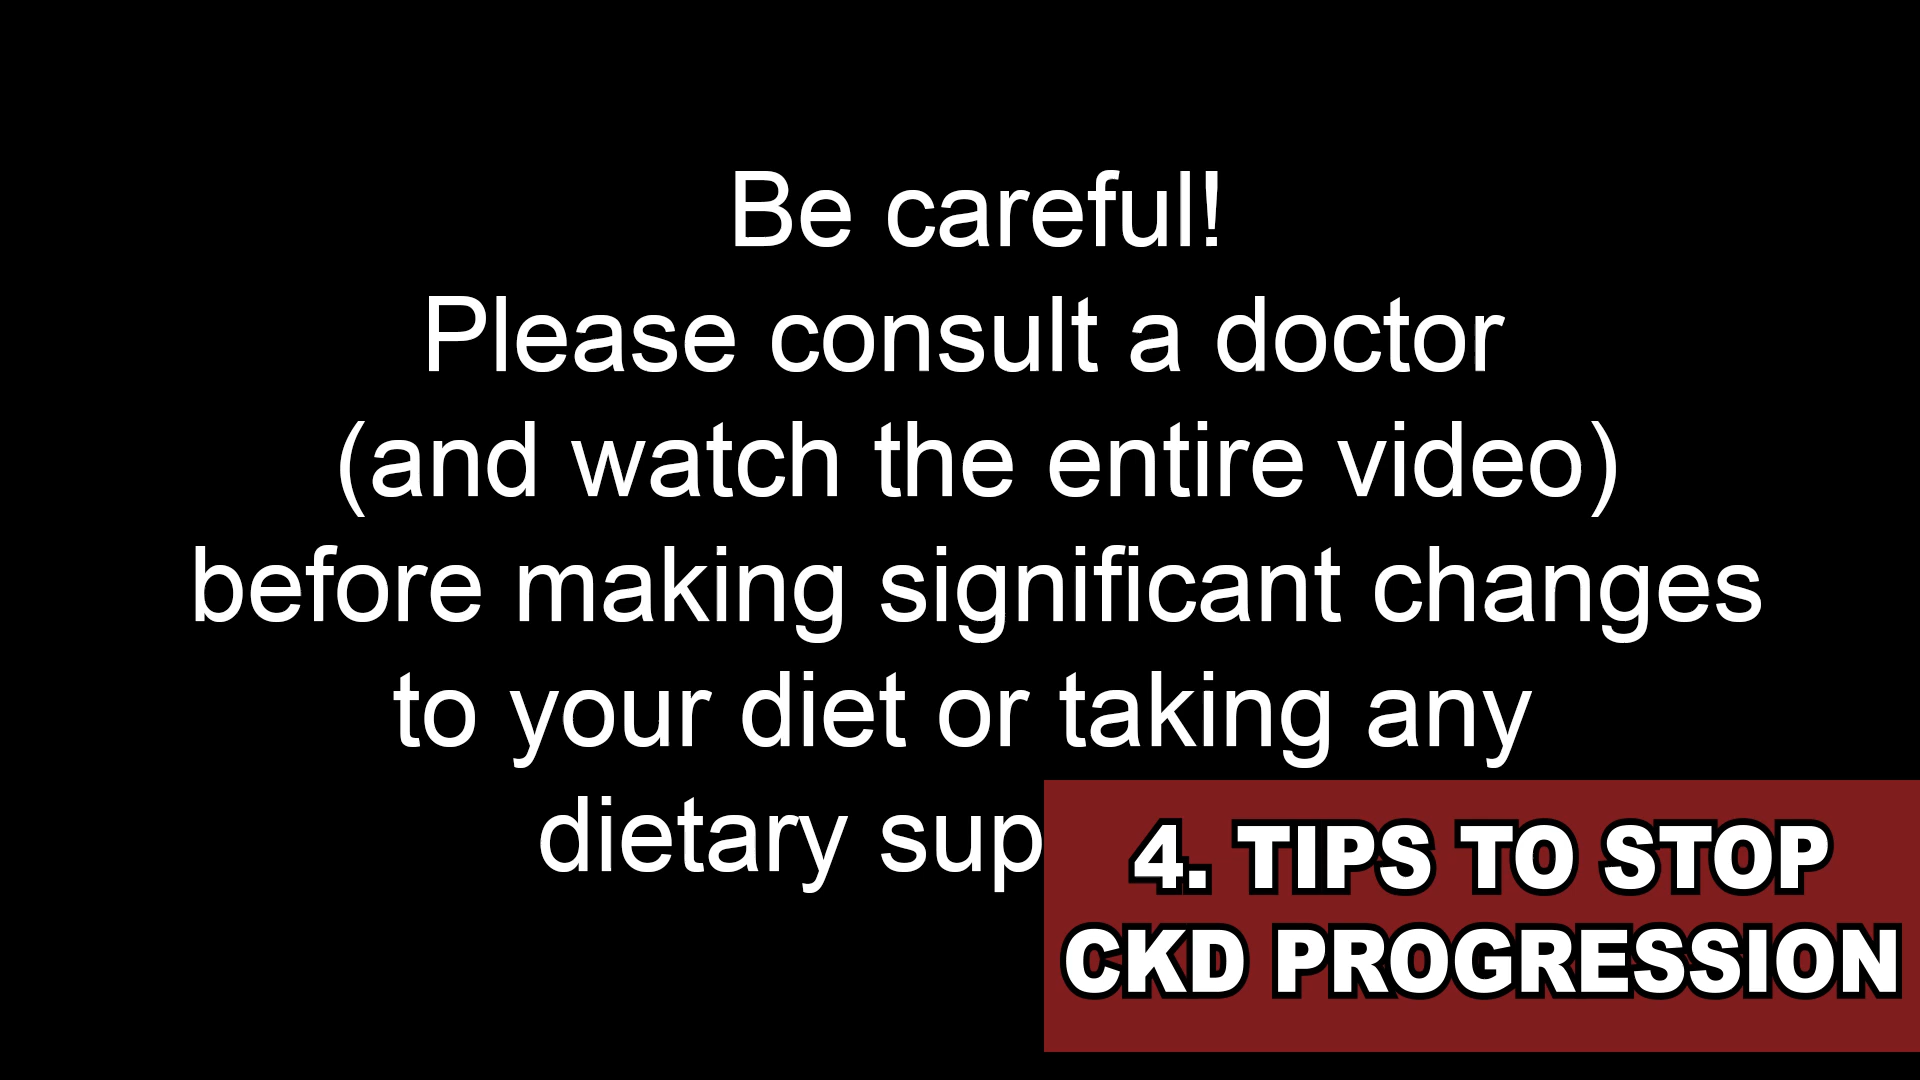 Be careful!
Please consult a doctor
(and watch the entire video)
before making significant changes
to your diet or taking any
dietary
4. TIPS TO STOP
CKD PROGRESSION